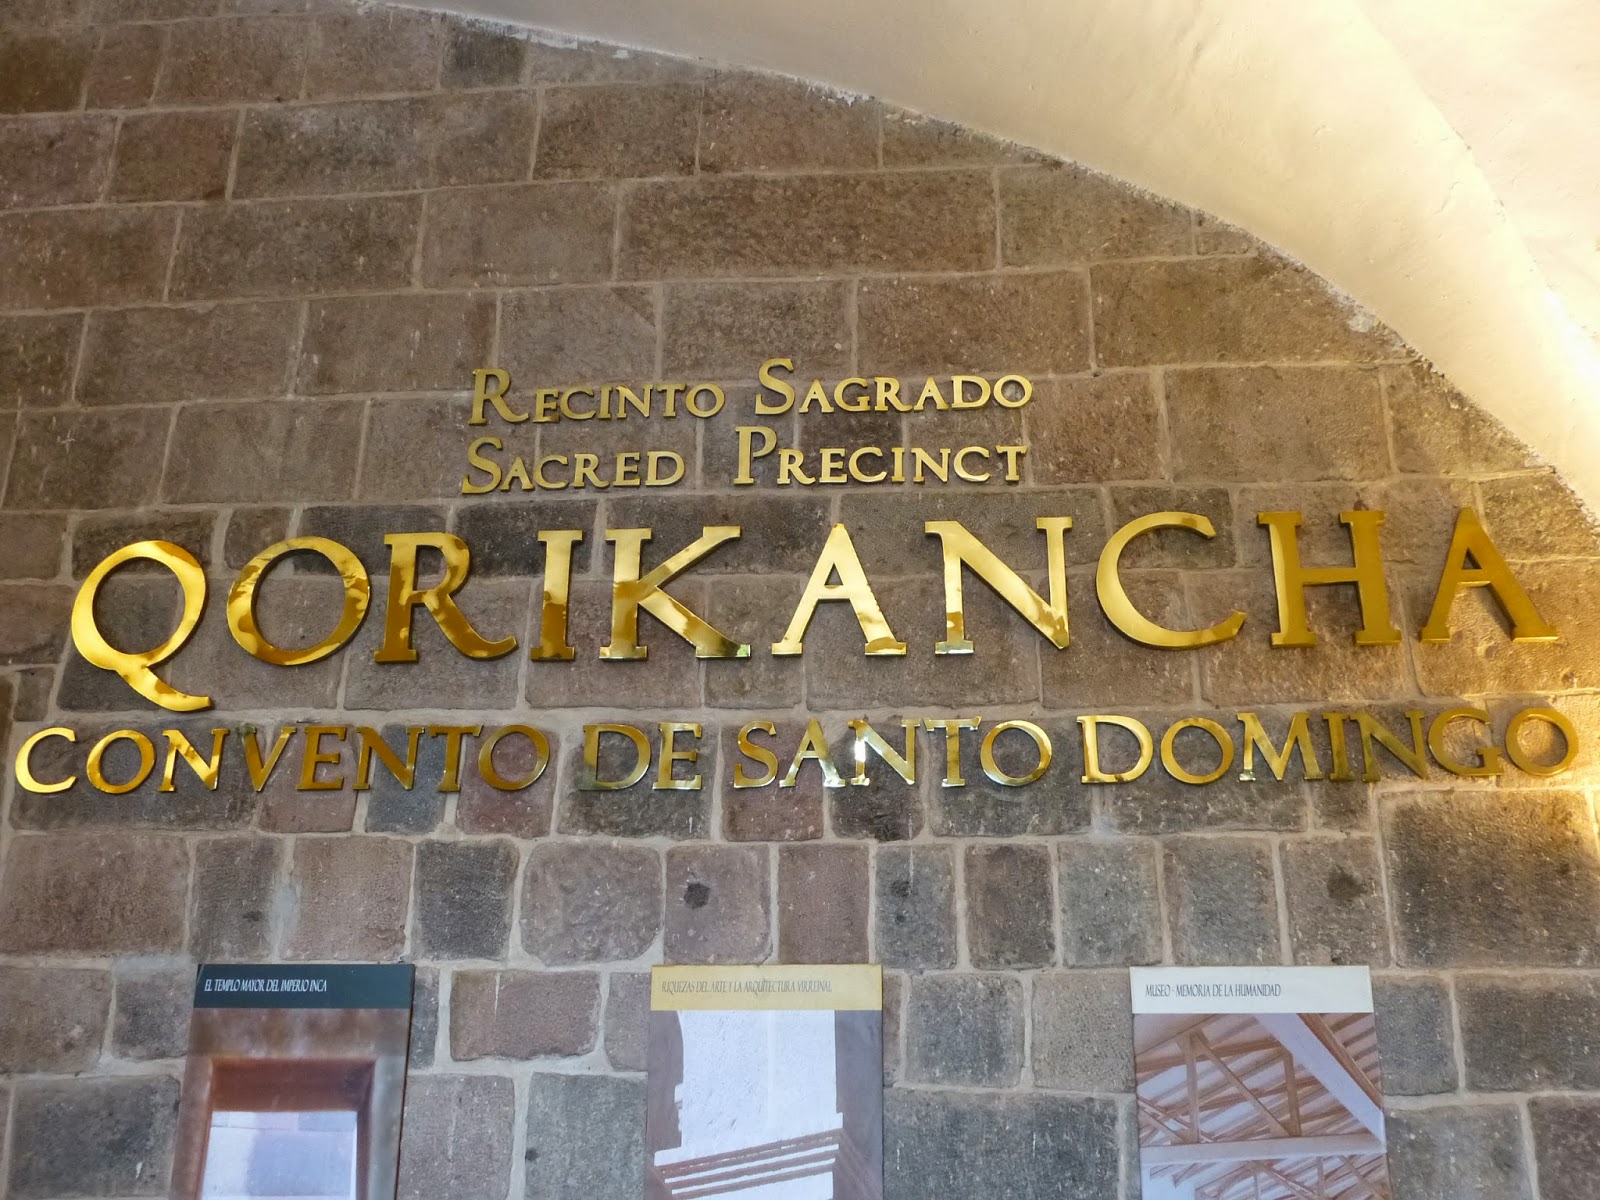 RECINTO SAGRADO
SACRED PRECINCT
QORIKANCHA
CONVENTO DE SANTO DOMINGO
EL TEMPLO MAYOR DEL IMPERIO INCA
RIQUEZAS DEL ARTE Y LA ARQUITECTURA VIRREINAL
MUSEO - MEMORIA DE LA HUMANIDAD